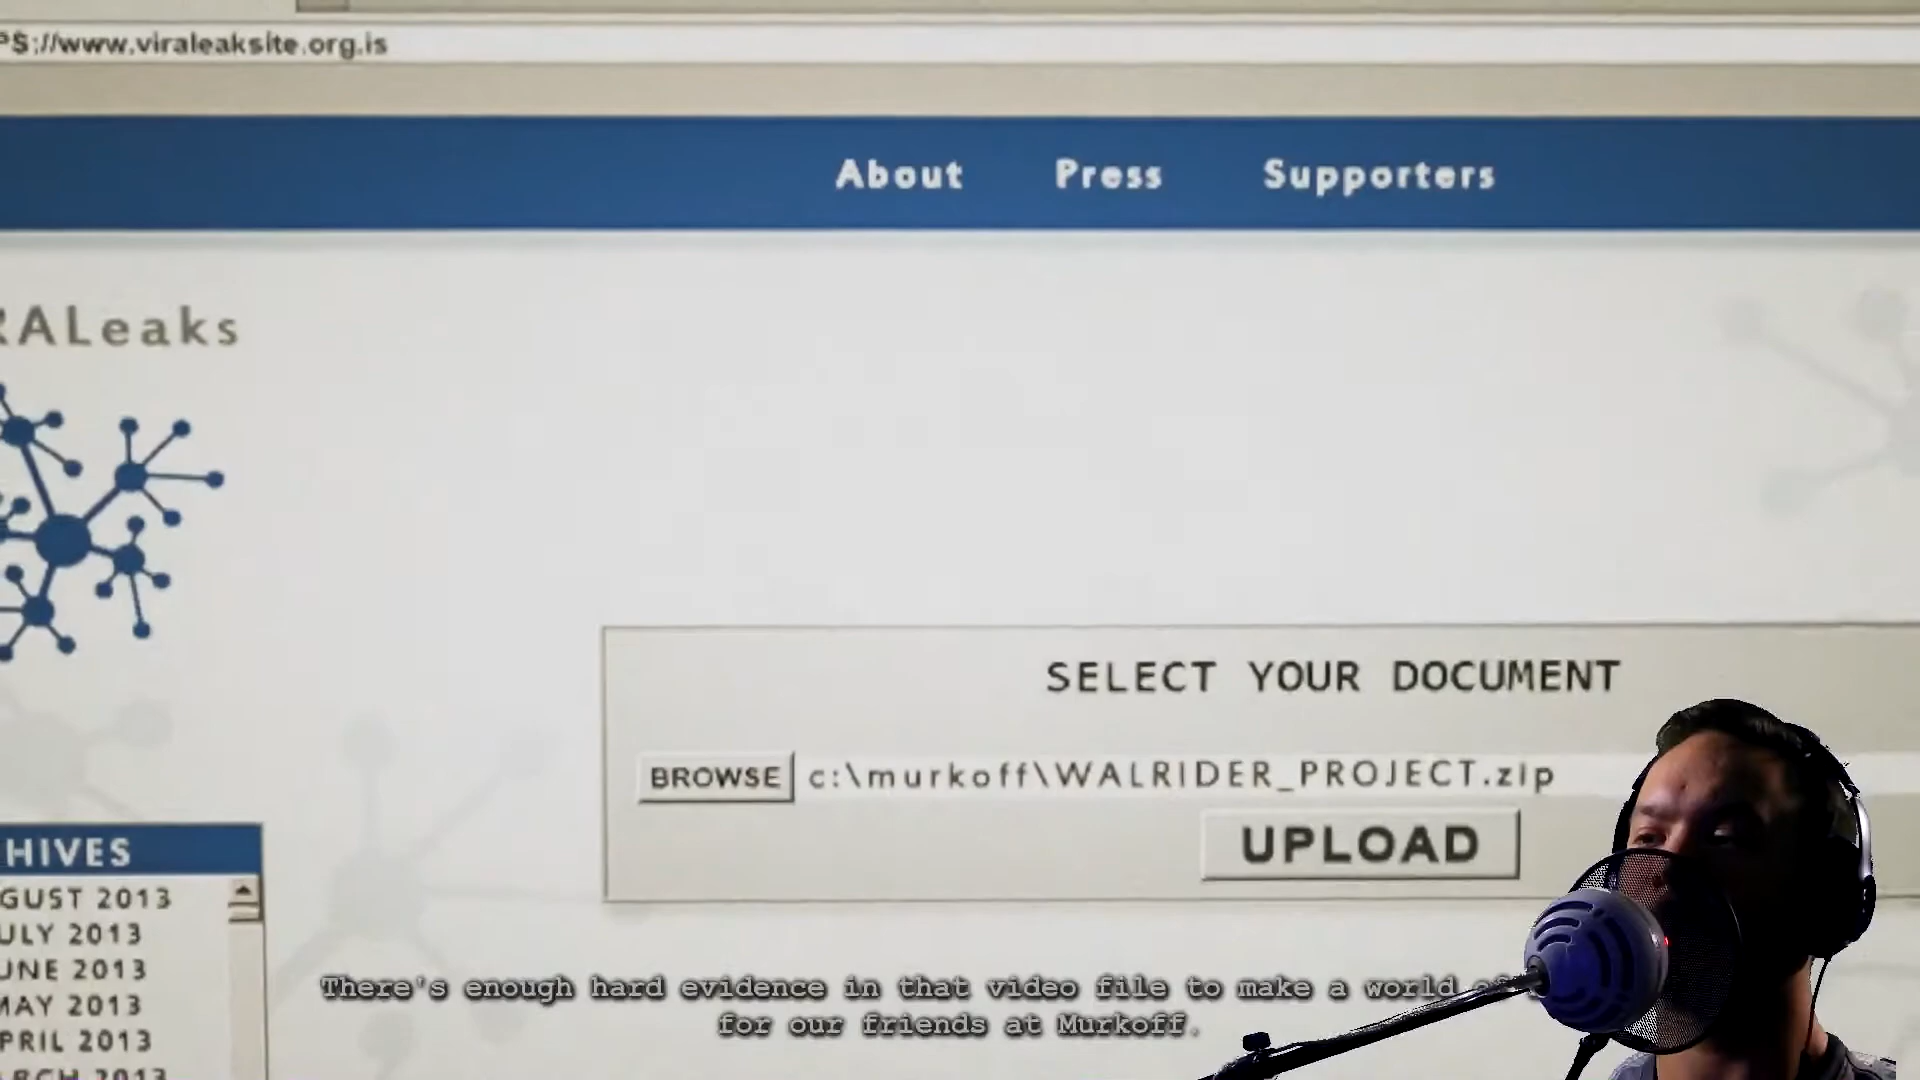 ://www.viraleaksite.org.is
About Press Supporters
RALeaks
SELECT YOUR DOCUMENT
BROWSE c:\murkoff\WALRIDER_PROJECT.zip
UPLOAD
HIVES
GUST 2013
ULY 2013
UNE 2013
MAY 2013
PRIL 2013
ARCH 2013
There's enough hard evidence in that video file to make a world
for our friends at Murkoff.